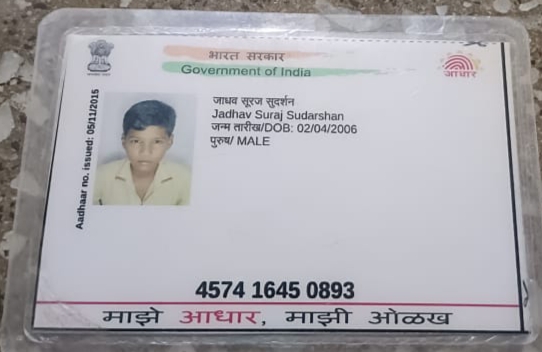 भारत सरकार
Government of India
आधार
Aadhaar no. issued: 05/11/2015
जाधव सूरज सुदर्शन
Jadhav Suraj Sudarshan
जन्म तारीख/DOB: 02/04/2006
पुरुष/ MALE
4574 1645 0893
माझे आधार, माझी ओळख